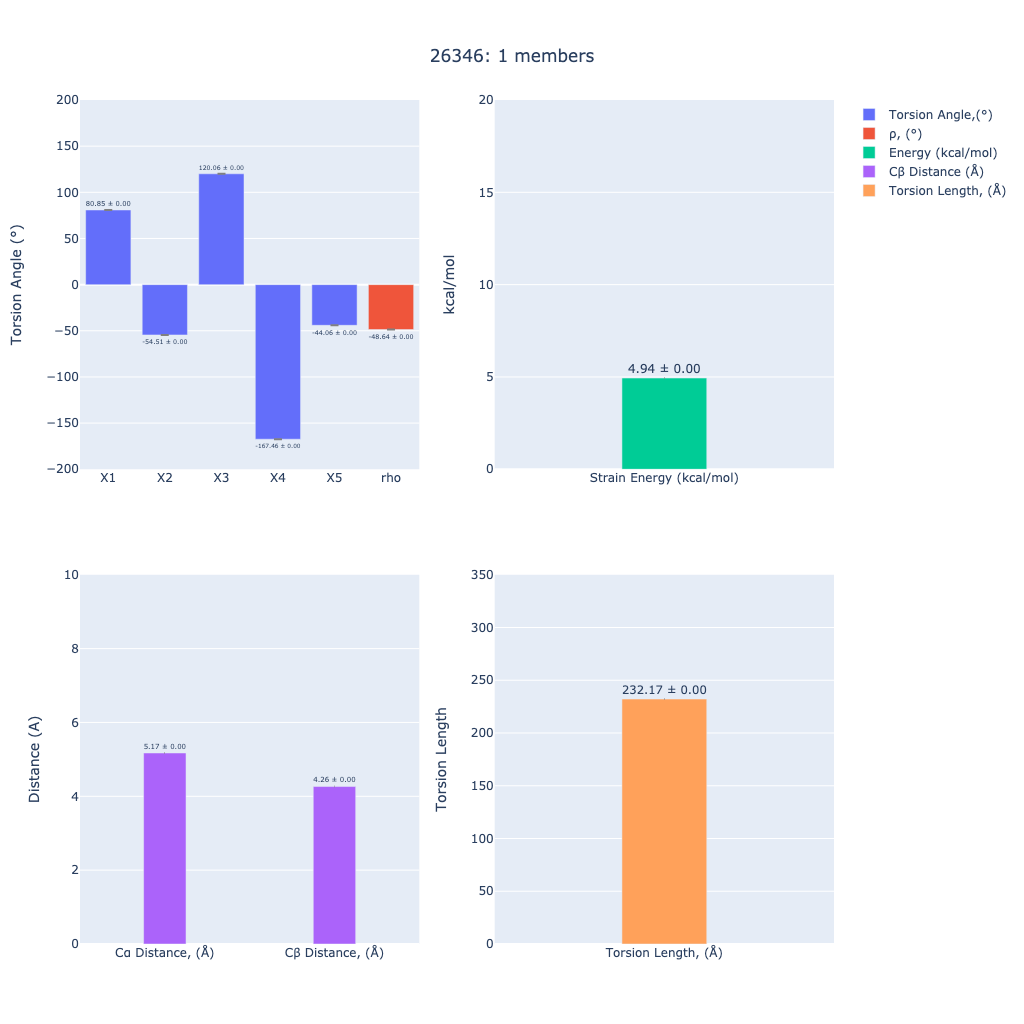 26346: 1 members
200
150
100
50
0
−50
−100
−150
−200
Torsion Angle (°)
80.85 ± 0.00
-54.51 ± 0.00
120.06 ± 0.00
-167.46 ± 0.00
-44.06 ± 0.00
-48.64 ± 0.00
X1 X2 X3 X4 X5 rho
20
15
10
5
0
kcal/mol
4.94 ± 0.00
Strain Energy (kcal/mol)
Torsion Angle,(°)
ρ, (°)
Energy (kcal/mol)
Cβ Distance (Å)
Torsion Length, (Å)
10
8
6
4
2
0
Distance (A)
5.17 ± 0.00
4.26 ± 0.00
Cα Distance, (Å) Cβ Distance, (Å)
350
300
250
200
150
100
50
0
Torsion Length
232.17 ± 0.00
Torsion Length, (Å)